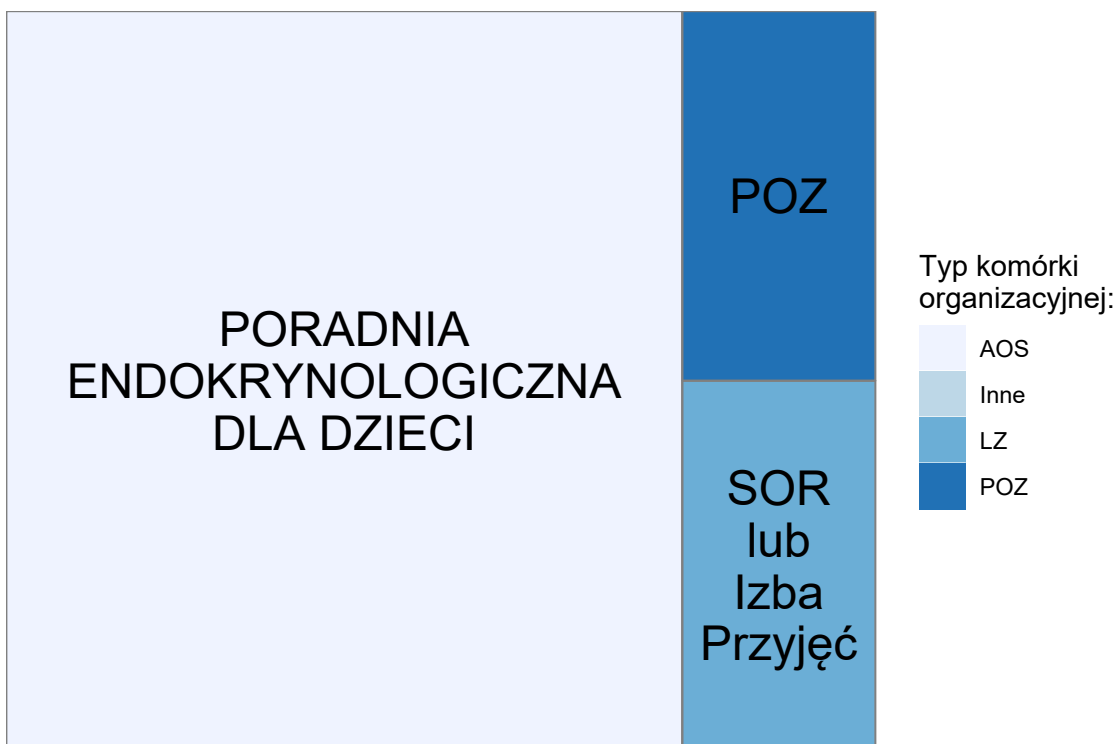 PORADNIA
ENDOKRYNOLOGICZNA
DLA DZIECI
POZ
SOR
lub
Izba
Przyjęć
Typ komórki
organizacyjnej:
AOS
Inne
LZ
POZ